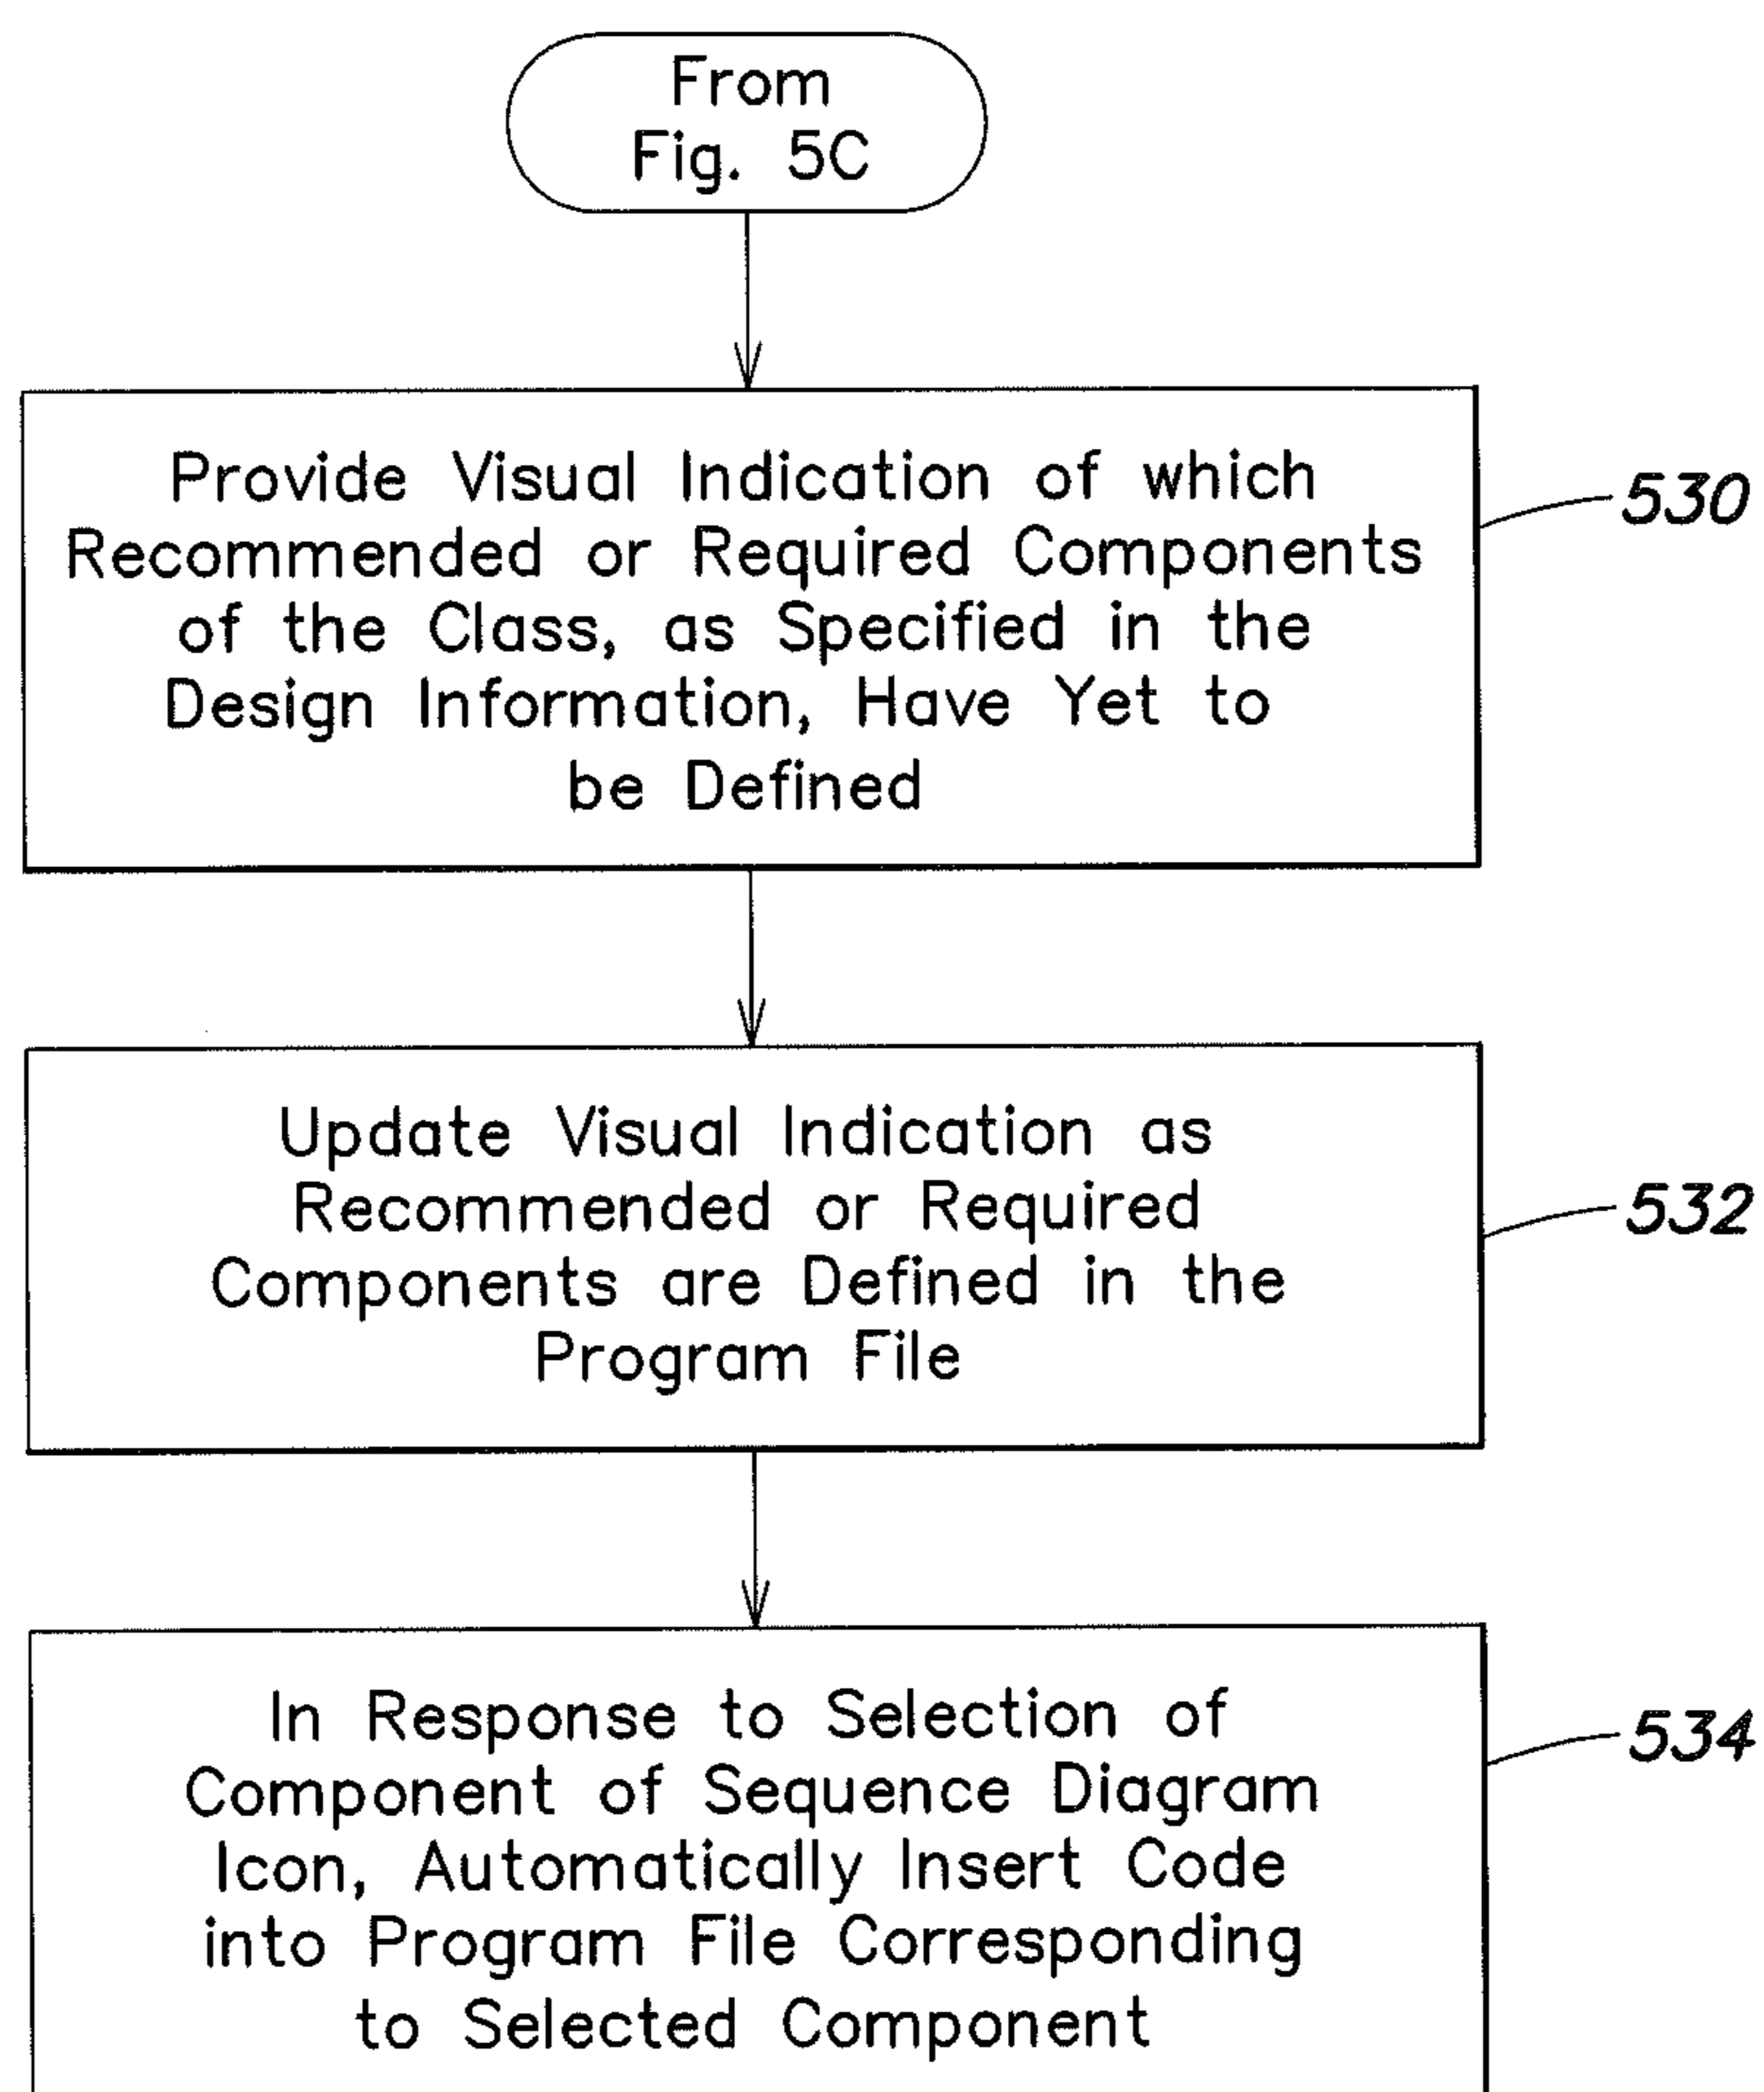 From
Fig. 5C
Provide Visual Indication of which
Recommended or Required Components
of the Class, as Specified in the
Design Information, Have Yet to
be Defined
530
Update Visual Indication as
Recommended or Required
Components are Defined in the
Program File
532
In Response to Selection of
Component of Sequence Diagram
Icon, Automatically Insert Code
into Program File Corresponding
to Selected Component
534